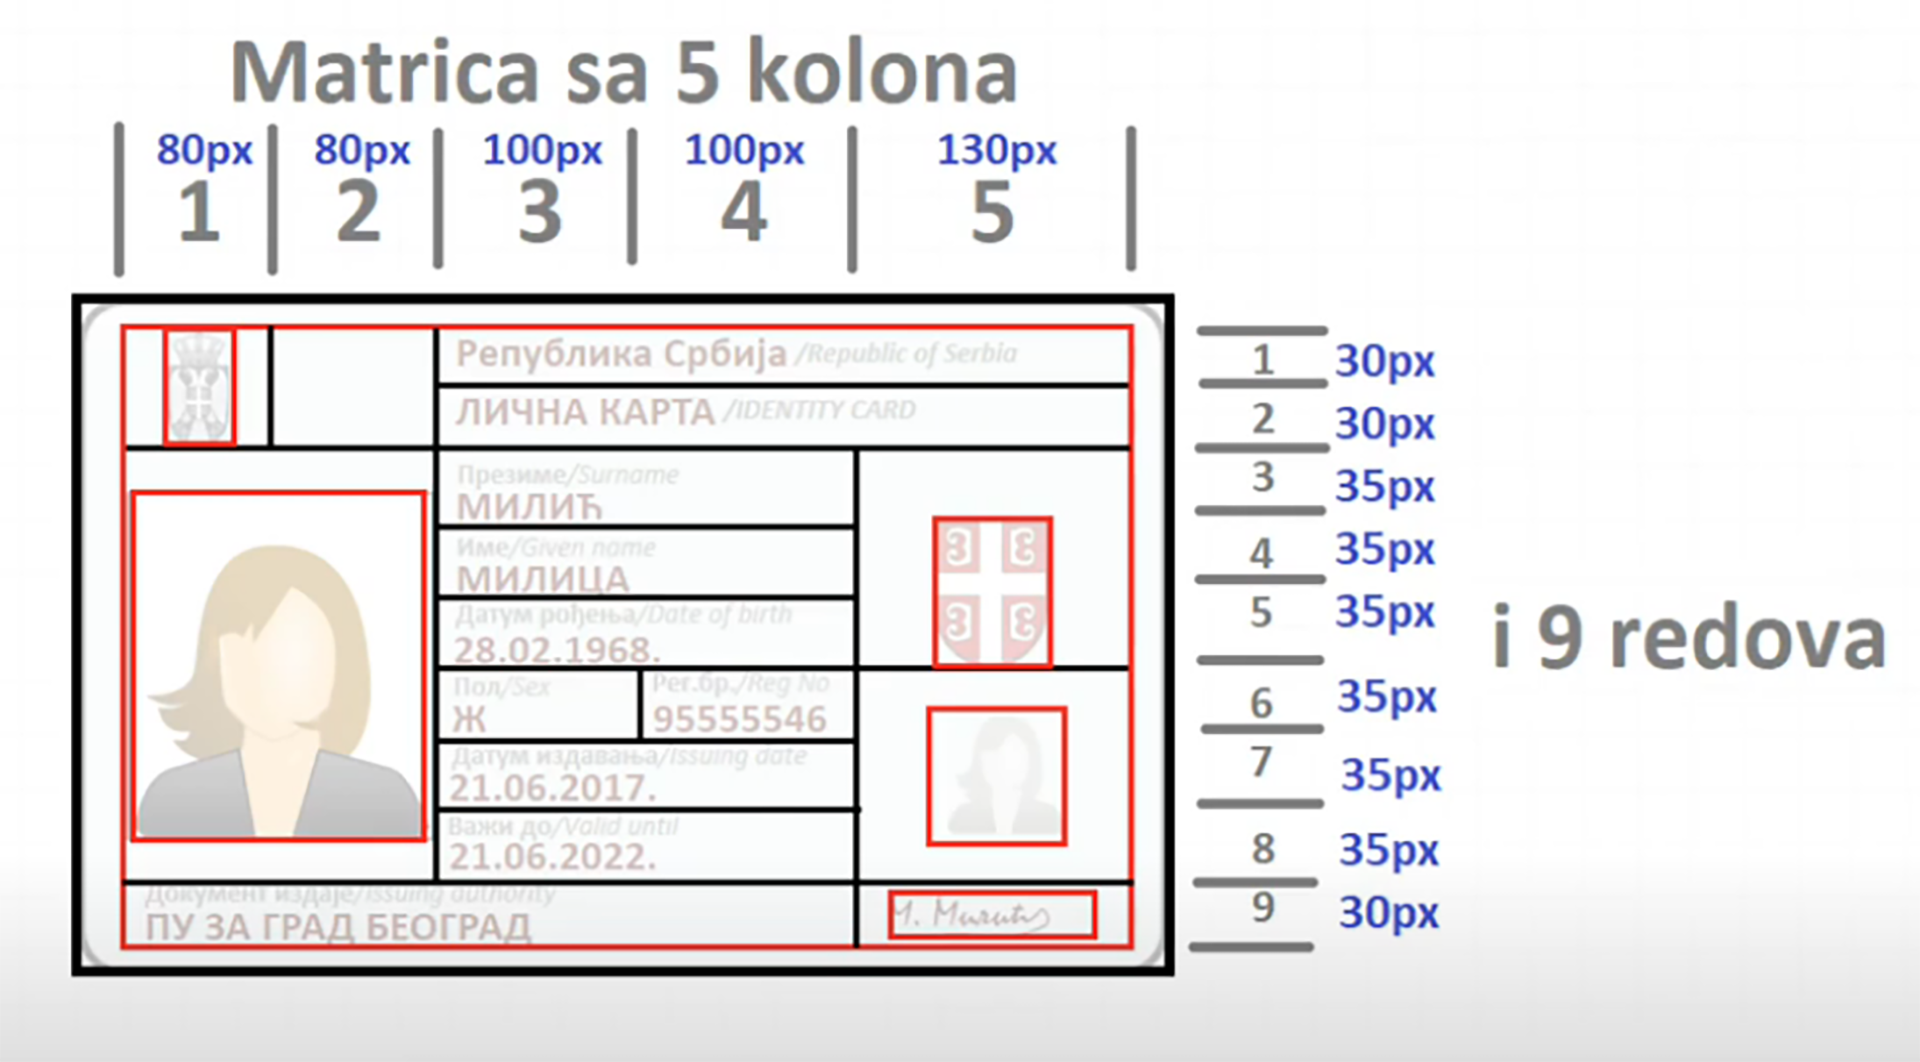 Matrica sa 5 kolona
80px 80px 100px 100px 130px
1 2 3 4 5
Република Србија /Republic of Serbia
ЛИЧНА КАРТА /IDENTITY CARD
Презиме/Surname
МИЛИЋ
Име/Given name
МИЛИЦА
Датум рођења/Date of birth
28.02.1968.
Пол/Sex
Ж
Рег.бр./Reg No
95555546
Датум издавања/Issuing date
21.06.2017.
Важи до/Valid until
21.06.2022.
Документ издаје/Issuing authority
ПУ ЗА ГРАД БЕОГРАД
1 30px
2 30px
3 35px
4 35px
5 35px
6 35px
7 35px
8 35px
9 30px
i 9 redova